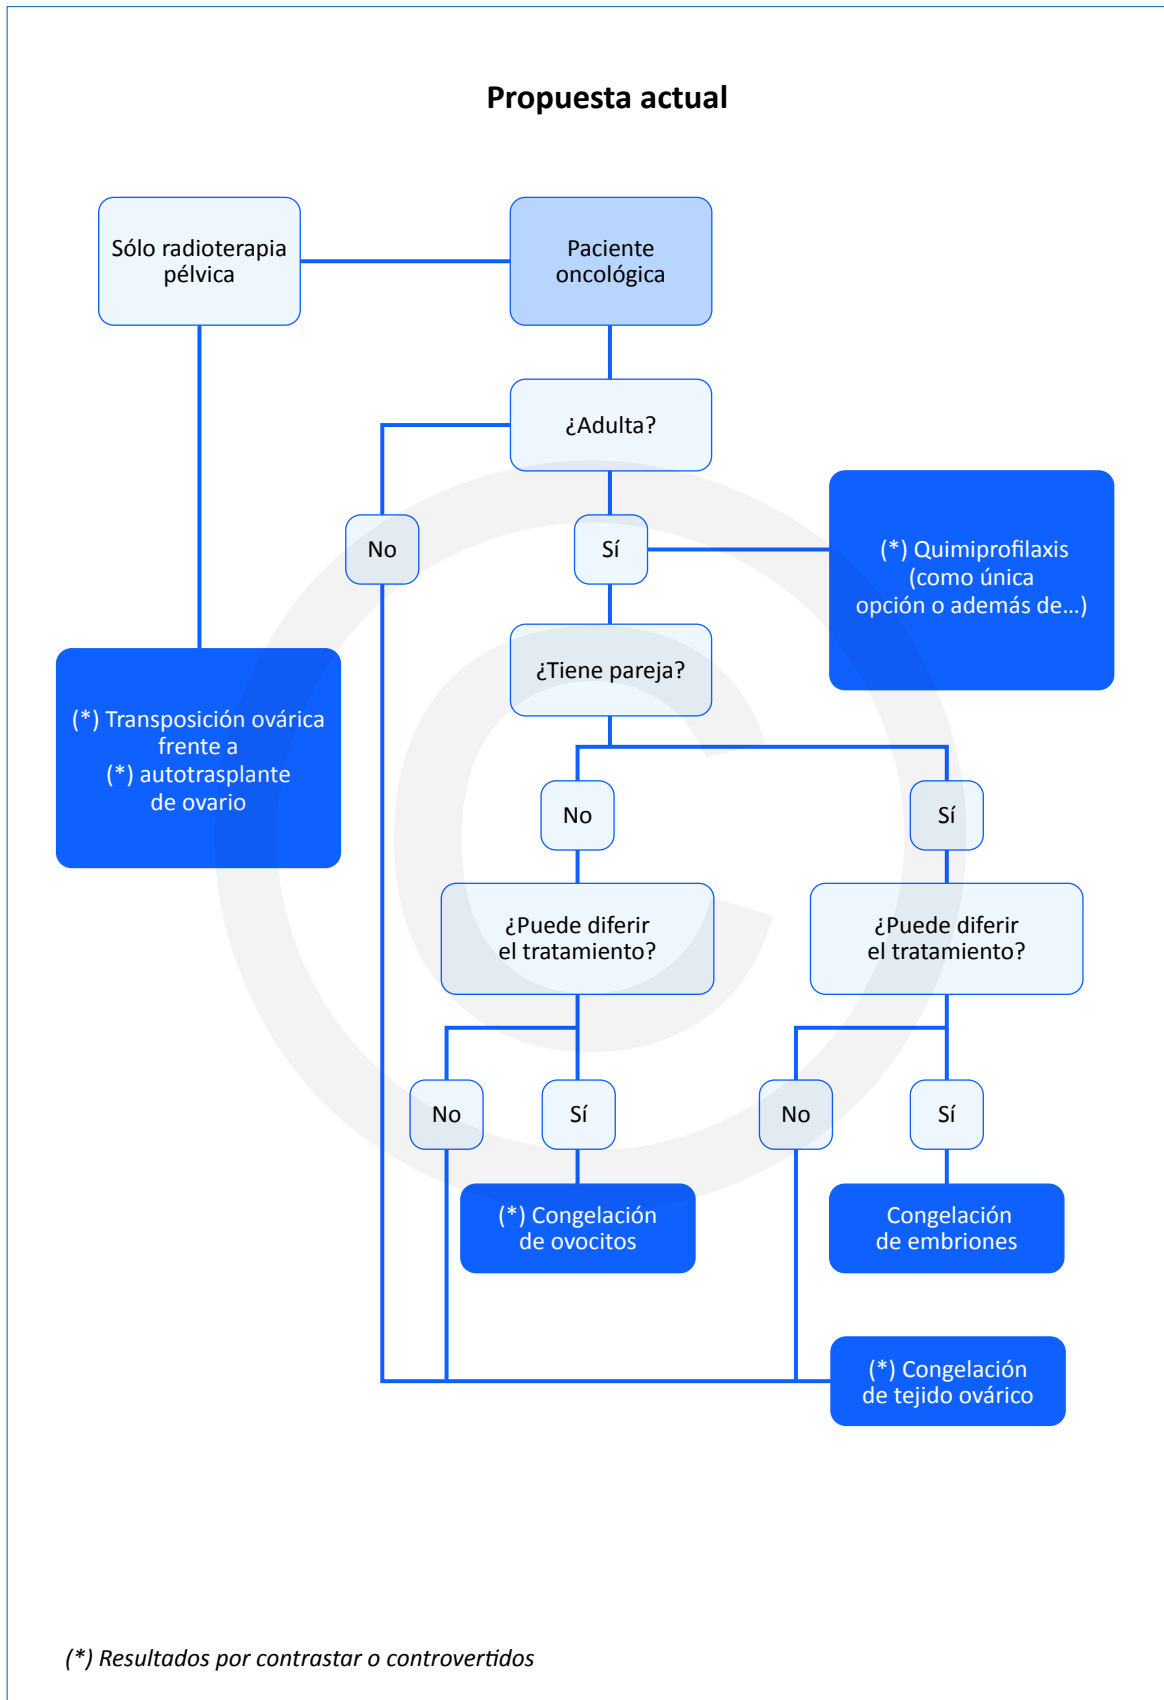 Propuesta actual
Sólo radioterapia
pélvica
Paciente
oncológica
¿Adulta?
No
Sí
(*) Quimiprofilaxis
(como única
opción o además de...)
¿Tiene pareja?
(*) Transposición ovárica
frente a
(*) autotrasplante
de ovario
No
Sí
¿Puede diferir
el tratamiento?
¿Puede diferir
el tratamiento?
No
Sí
No
Sí
(*) Congelación
de ovocitos
Congelación
de embriones
(*) Congelación
de tejido ovárico
(*) Resultados por contrastar o controvertidos